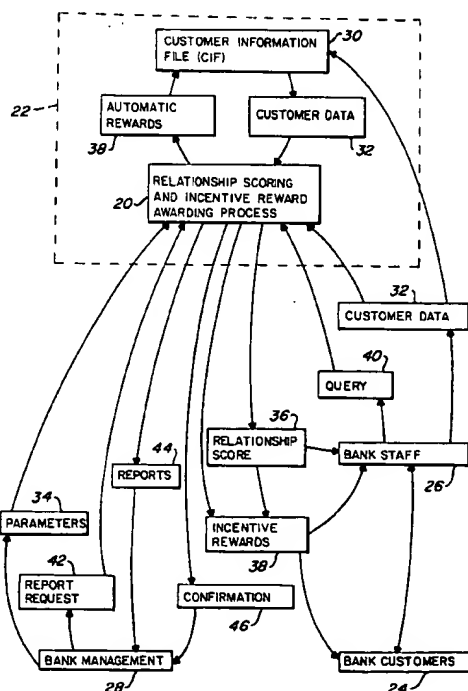 30
CUSTOMER INFORMATION
FILE (CIF)
22
AUTOMATIC
REWARDS
38
CUSTOMER DATA
32
20
RELATIONSHIP SCORING
AND INCENTIVE REWARD
AWARDING PROCESS
32
CUSTOMER DATA
40
QUERY
36
RELATIONSHIP
SCORE
BANK STAFF
26
44
REPORTS
34
PARAMETERS
INCENTIVE
REWARDS
38
42
REPORT
REQUEST
CONFIRMATION
46
BANK MANAGEMENT
28
BANK CUSTOMERS
24